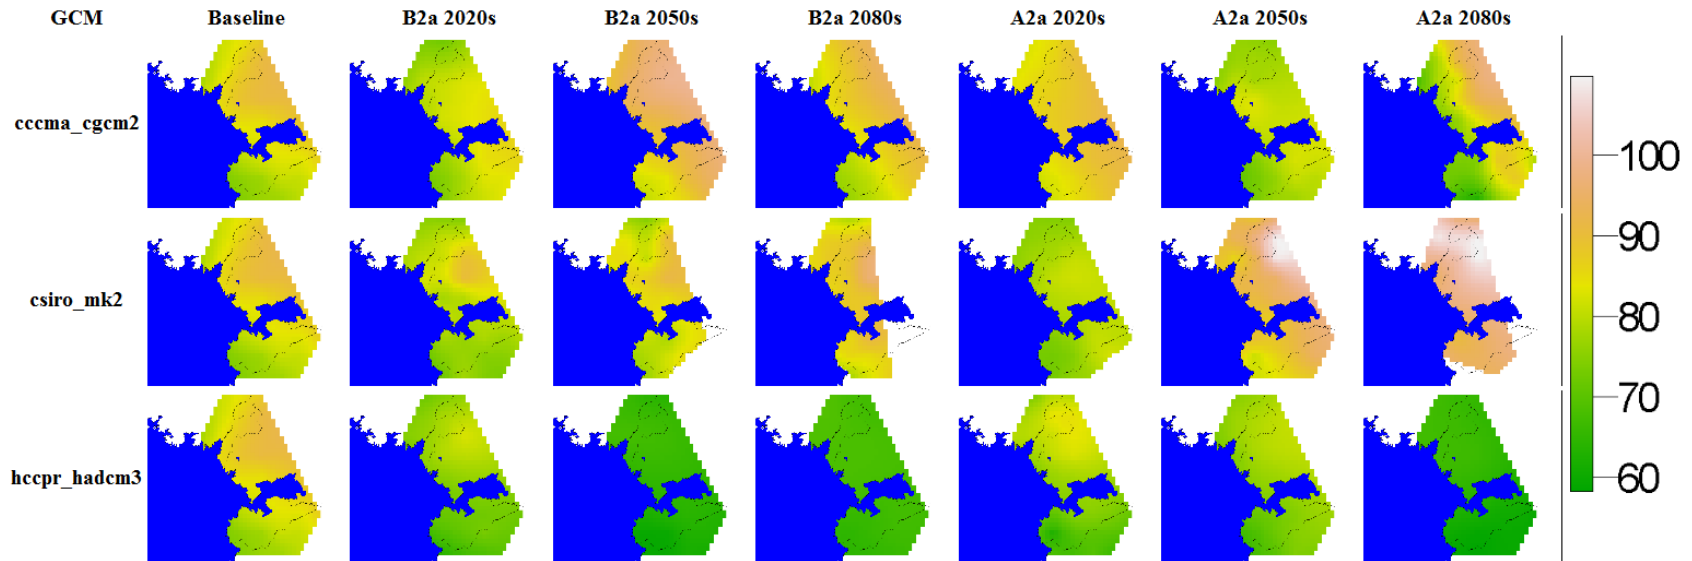 GCM Baseline B2a 2020s B2a 2050s B2a 2080s A2a 2020s A2a 2050s A2a 2080s
cccma_cgcm2
csiro_mk2
hccpr_hadcm3
100
90
80
70
60